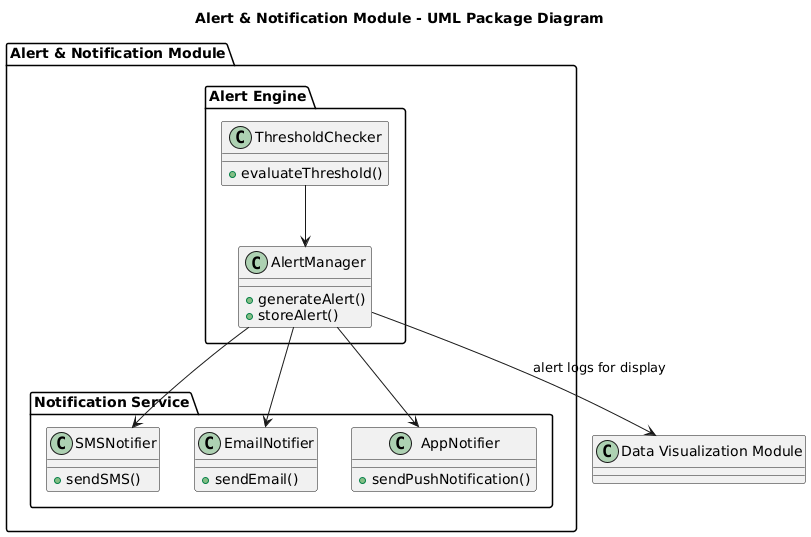 Alert & Notification Module - UML Package Diagram
Alert & Notification Module
Alert Engine
C ThresholdChecker
evaluateThreshold()
C AlertManager
generateAlert()
storeAlert()
alert logs for display
Notification Service
C SMSNotifier
sendSMS()
C EmailNotifier
sendEmail()
C AppNotifier
sendPushNotification()
C Data Visualization Module